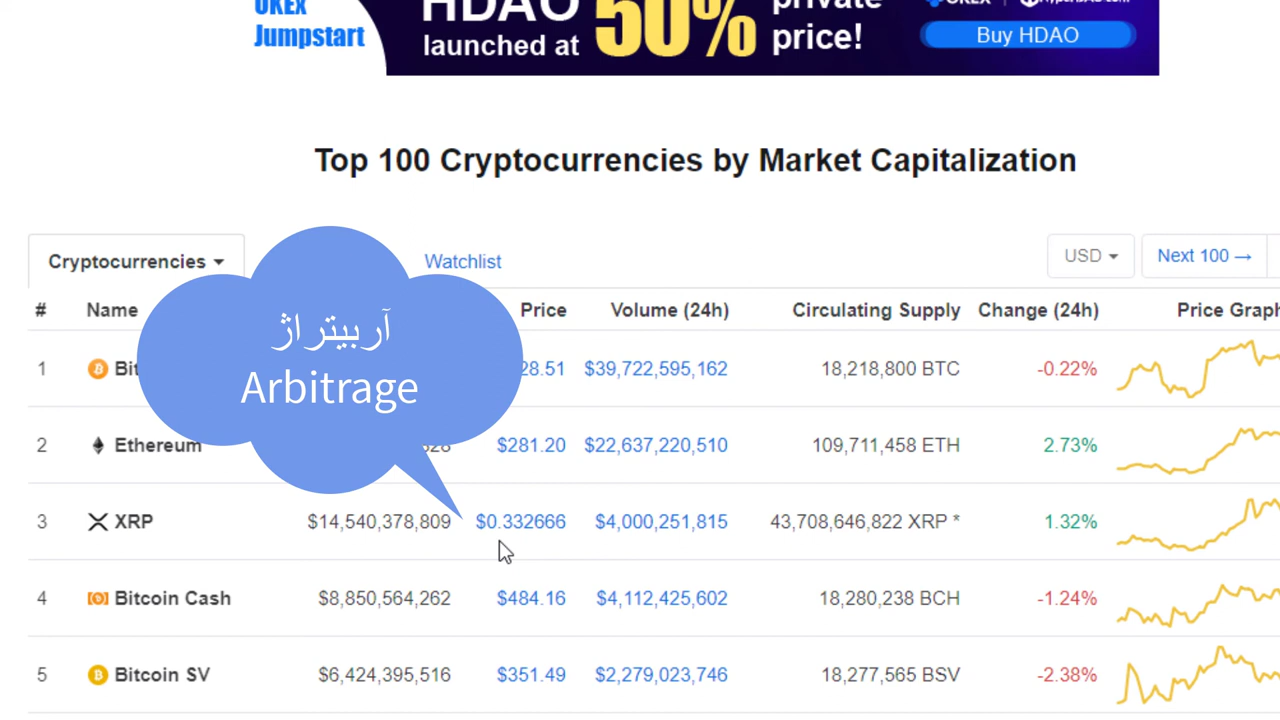 OKEx
Jumpstart
HDAO
launched at
50%
private
price!
Buy HDAO
Top 100 Cryptocurrencies by Market Capitalization
Cryptocurrencies
Watchlist
USD
Next 100 →
# Name Price Volume (24h) Circulating Supply Change (24h) Price Graph
آربیتراژ
Arbitrage
1 Bit 28.51 $39,722,595,162 18,218,800 BTC -0.22%
2 Ethereum $281.20 $22,637,220,510 109,711,458 ETH 2.73%
3 XRP $14,540,378,809 $0.332666 $4,000,251,815 43,708,646,822 XRP * 1.32%
4 Bitcoin Cash $8,850,564,262 $484.16 $4,112,425,602 18,280,238 BCH -1.24%
5 Bitcoin SV $6,424,395,516 $351.49 $2,279,023,746 18,277,565 BSV -2.38%